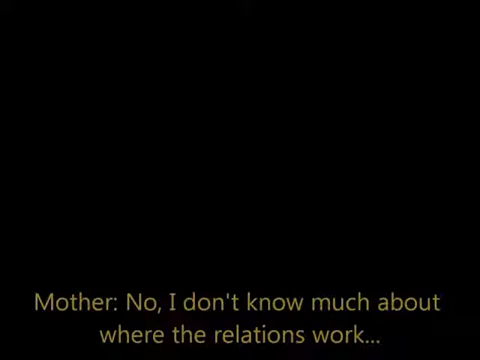 Mother: No, I don't know much about
where the relations work...